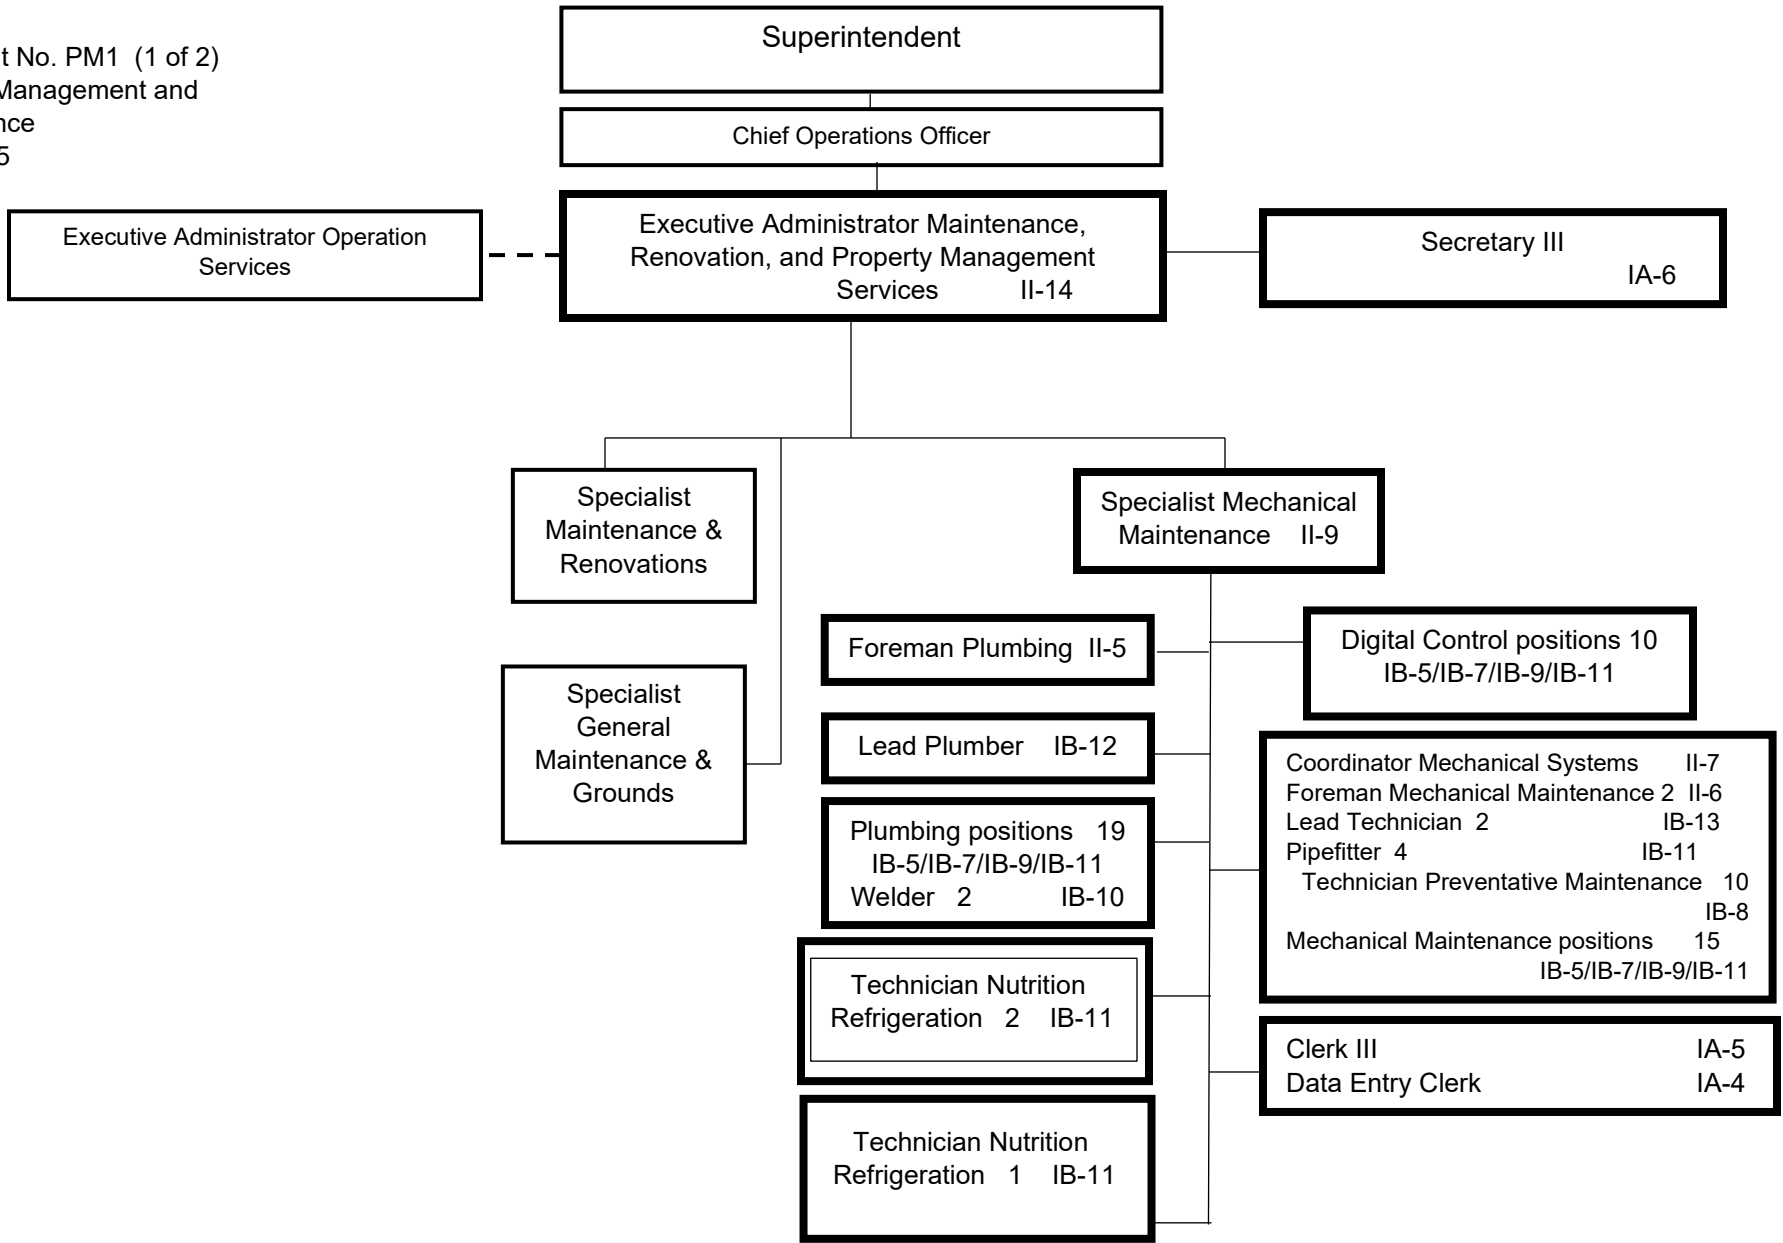 Superintendent
t No. PM1 (1 of 2)
Management and
nce
5
Chief Operations Officer
Executive Administrator Operation
Services
Executive Administrator Maintenance,
Renovation, and Property Management
Services II-14
Secretary III
IA-6
Specialist
Maintenance &
Renovations
Specialist Mechanical
Maintenance II-9
Specialist
General
Maintenance &
Grounds
Foreman Plumbing II-5
Lead Plumber IB-12
Plumbing positions 19
IB-5/IB-7/IB-9/IB-11
Welder 2 IB-10
Technician Nutrition
Refrigeration 2 IB-11
Technician Nutrition
Refrigeration 1 IB-11
Digital Control positions 10
IB-5/IB-7/IB-9/IB-11
Coordinator Mechanical Systems II-7
Foreman Mechanical Maintenance 2 II-6
Lead Technician 2 IB-13
Pipefitter 4 IB-11
Technician Preventative Maintenance 10
IB-8
Mechanical Maintenance positions 15
IB-5/IB-7/IB-9/IB-11
Clerk III IA-5
Data Entry Clerk IA-4